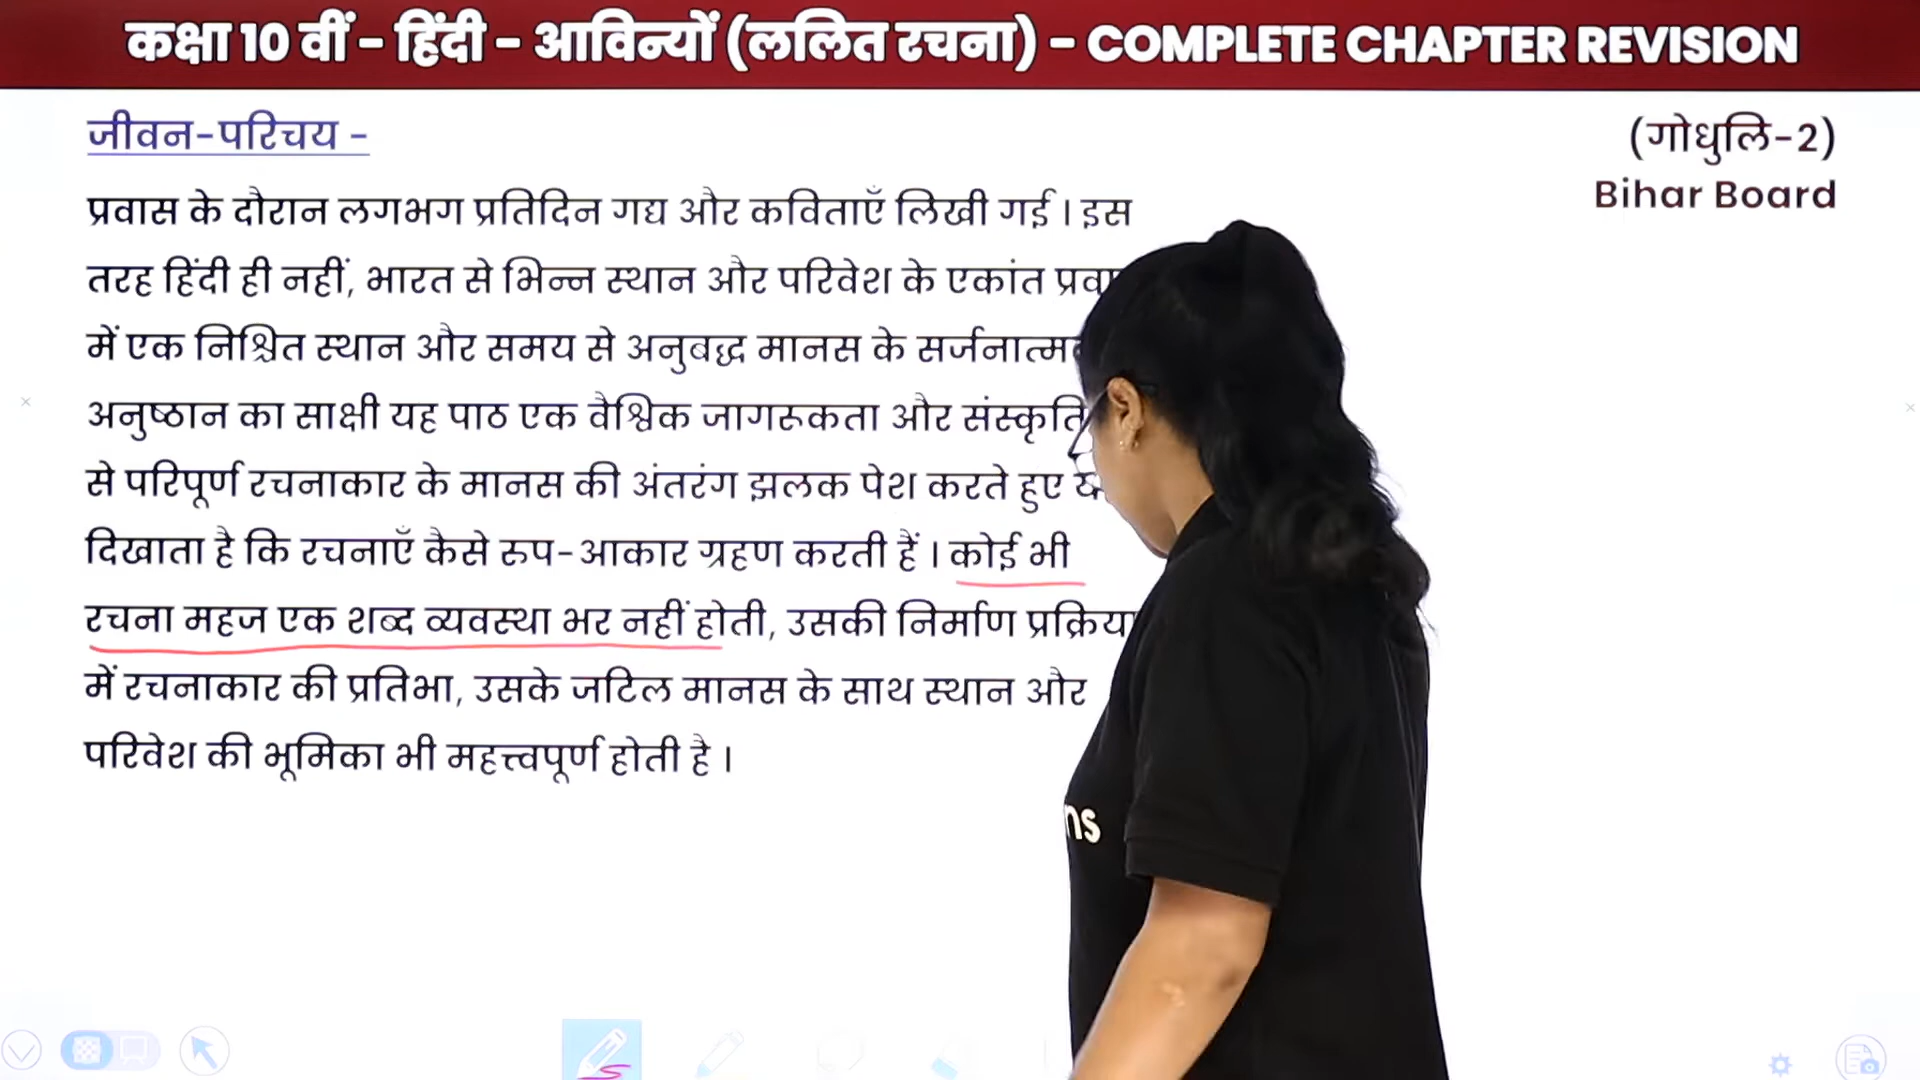 कक्षा 10 वीं - हिंदी - आविन्यों (ललित रचना) - COMPLETE CHAPTER REVISION
जीवन-परिचय -
(गोधुलि-2)
Bihar Board
प्रवास के दौरान लगभग प्रतिदिन गद्य और कविताएँ लिखी गई । इस
तरह हिंदी ही नहीं, भारत से भिन्न स्थान और परिवेश के एकांत
में एक निश्चित स्थान और समय से अनुबद्ध मानस के
अनुष्ठान का साक्षी यह पाठ एक वैश्विक जागरूकता और
से परिपूर्ण रचनाकार के मानस की अंतरंग झलक पेश करते हुए
दिखाता है कि रचनाएँ कैसे रुप-आकार ग्रहण करती हैं । कोई भी
रचना महज एक शब्द व्यवस्था भर नहीं होती, उसकी निर्माण प्रक्रिया
में रचनाकार की प्रतिभा, उसके जटिल मानस के साथ स्थान और
परिवेश की भूमिका भी महत्त्वपूर्ण होती है ।